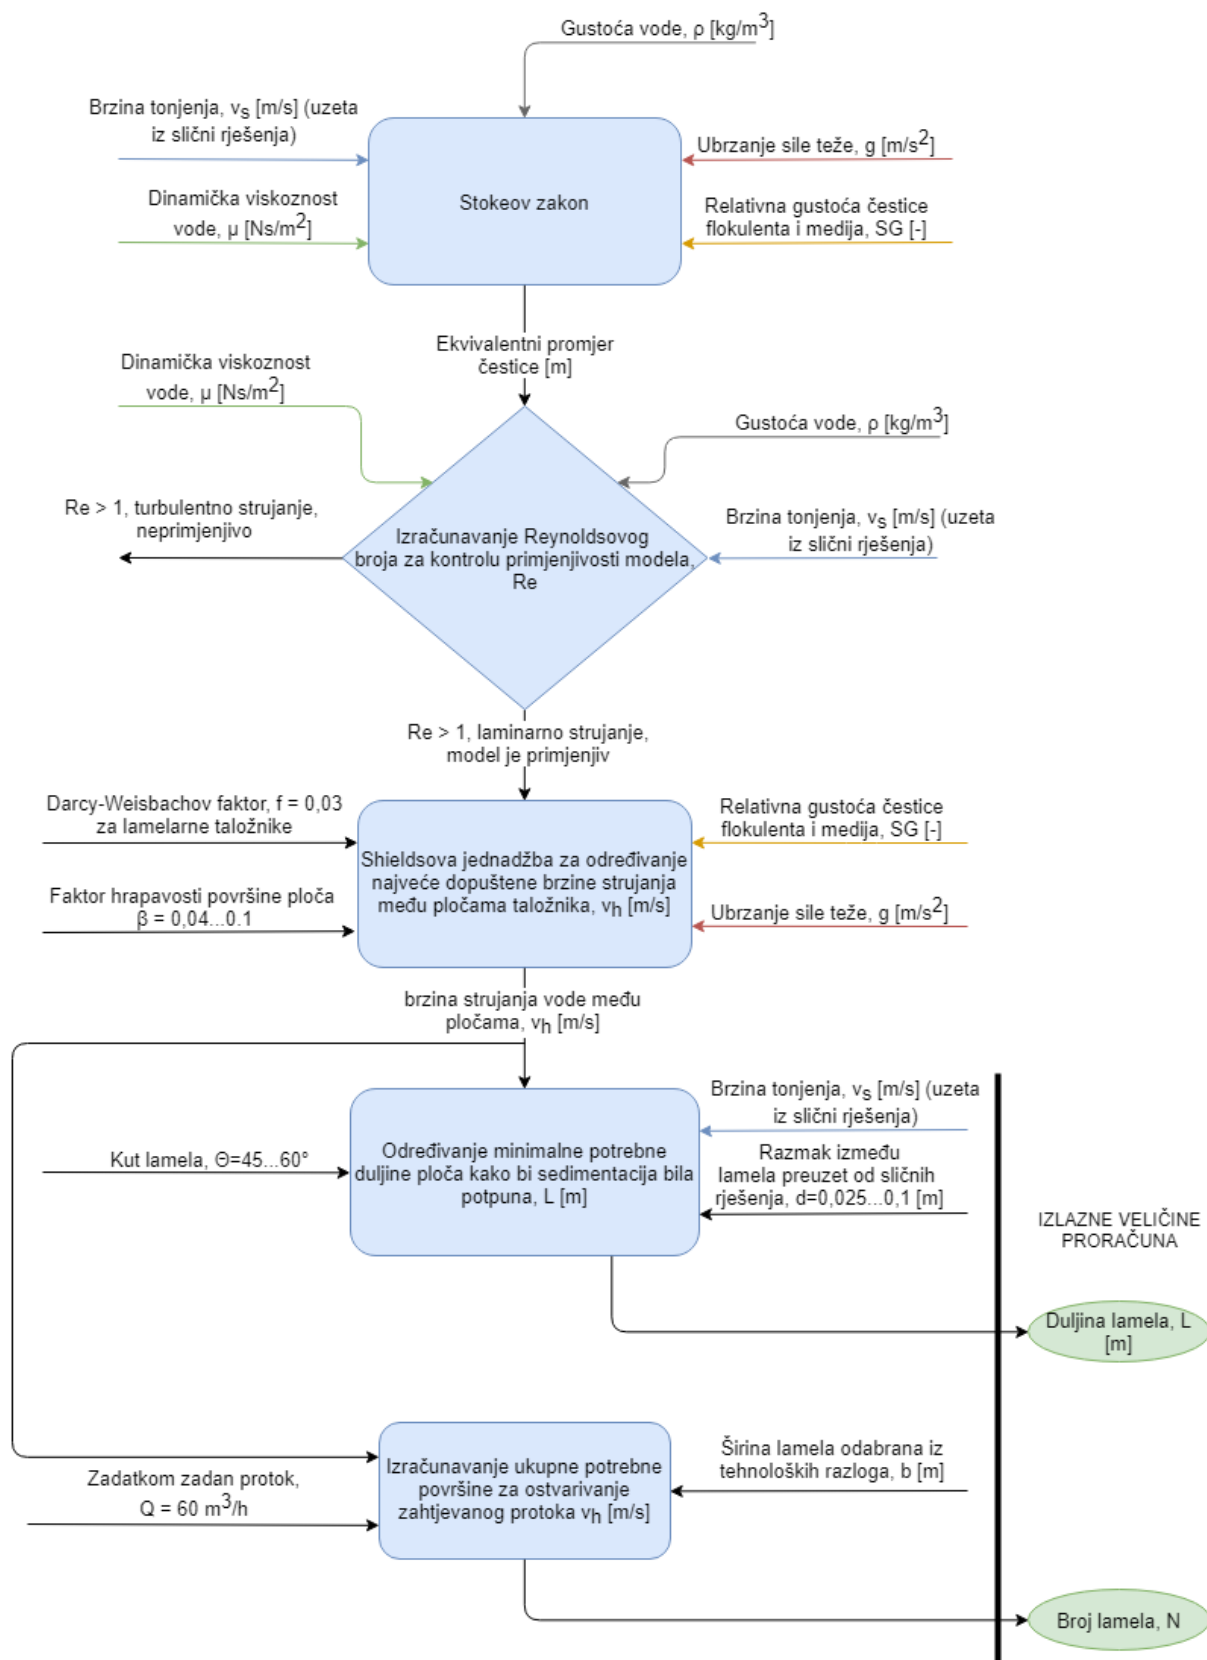 Gustoća vode, ρ [kg/m³]
Brzina tonjenja, vs [m/s] (uzeta
iz slični rješenja)
Ubrzanje sile teže, g [m/s²]
Dinamička viskoznost
vode, μ [Ns/m²]
Stokeov zakon
Relativna gustoća čestice
flokulenta i medija, SG [-]
Ekvivalentni promjer
čestice [m]
Dinamička viskoznost
vode, μ [Ns/m²]
Gustoća vode, ρ [kg/m³]
Re > 1, turbulentno strujanje,
neprimjenjivo
Izračunavanje Reynoldsovog
broja za kontrolu primjenjivosti modela,
Re
Brzina tonjenja, vs [m/s] (uzeta
iz slični rješenja)
Re > 1, laminarno strujanje,
model je primjenjiv
Darcy-Weisbachov faktor, f = 0,03
za lamelarne taložnike
Relativna gustoća čestice
flokulenta i medija, SG [-]
Shieldsova jednadžba za određivanje
najveće dopuštene brzine strujanja
među pločama taložnika, vh [m/s]
Faktor hrapavosti površine ploča
β = 0,04...0.1
Ubrzanje sile teže, g [m/s²]
brzina strujanja vode među
pločama, vh [m/s]
Brzina tonjenja, vs [m/s] (uzeta
iz slični rješenja)
Kut lamela, Θ=45...60°
Određivanje minimalne potrebne
duljine ploča kako bi sedimentacija bila
potpuna, L [m]
Razmak između
lamela preuzet od sličnih
rješenja, d=0,025...0,1 [m]
IZLAZNE VELIČINE
PRORAČUNA
Duljina lamela, L
[m]
Širina lamela odabrana iz
tehnoloških razloga, b [m]
Izračunavanje ukupne potrebne
površine za ostvarivanje
zahtjevanog protoka vh [m/s]
Zadatkom zadan protok,
Q = 60 m³/h
Broj lamela, N